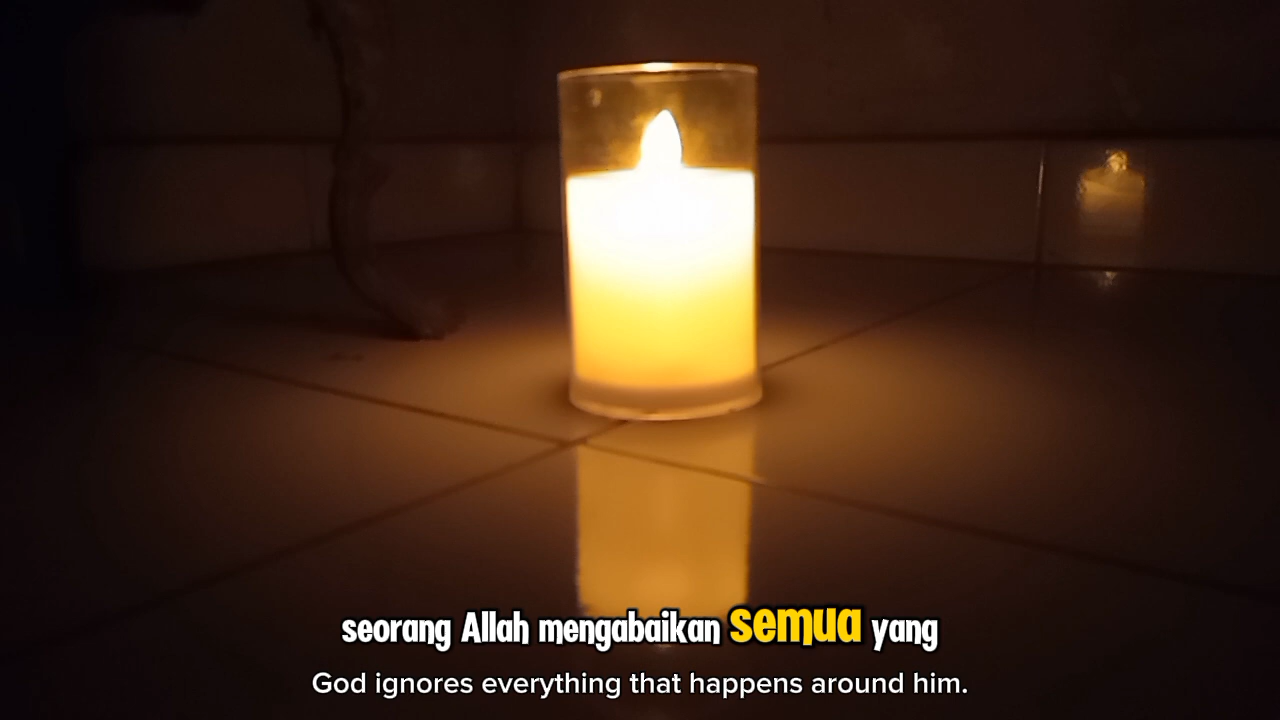 seorang Allah mengabaikan semua yang
God ignores everything that happens around him.